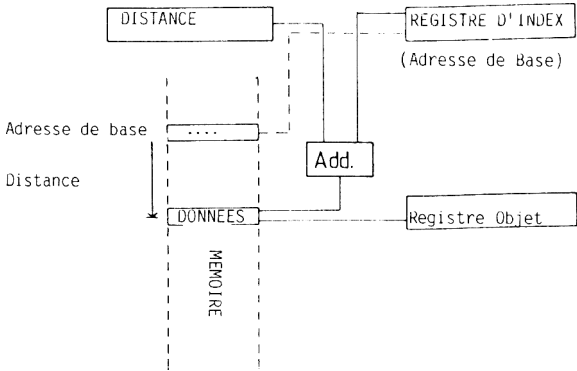 DISTANCE
REGISTRE D'INDEX
(Adresse de Base)
Adresse de base
....
Add.
Distance
DONNEES
Registre Objet
MEMOIRE